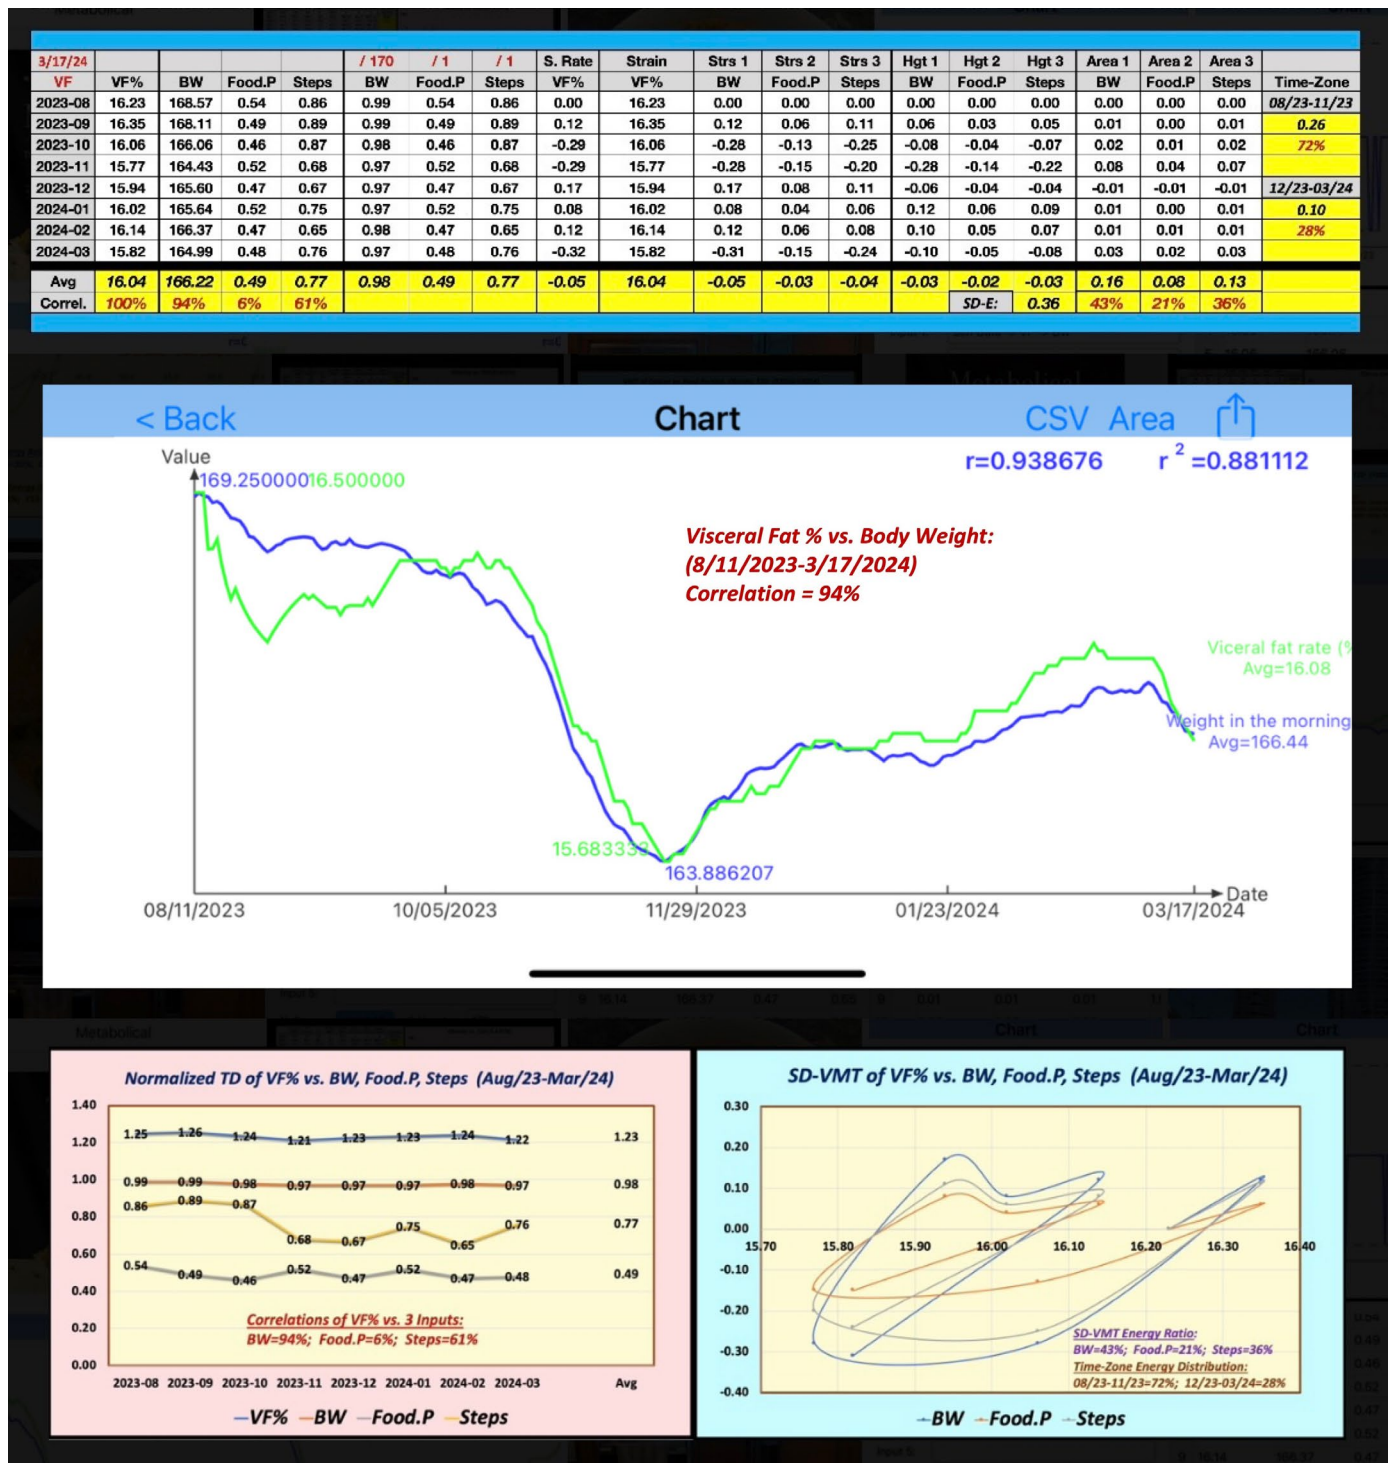 3/17/24 / 170 / 1 / 1 S. Rate Strain Strs 1 Strs 2 Strs 3 Hgt 1 Hgt 2 Hgt 3 Area 1 Area 2 Area 3
VF VF% BW Food.P Steps BW Food.P Steps VF% VF% BW Food.P Steps BW Food.P Steps BW Food.P Steps Time-Zone
2023-08 16.23 168.57 0.54 0.86 0.99 0.54 0.86 0.00 16.23 0.00 0.00 0.00 0.00 0.00 0.00 0.00 0.00 0.00 08/23-11/23
2023-09 16.35 168.11 0.49 0.89 0.99 0.49 0.89 0.12 16.35 0.12 0.06 0.11 0.06 0.03 0.05 0.01 0.00 0.01 0.26
2023-10 16.06 166.06 0.46 0.87 0.98 0.46 0.87 -0.29 16.06 -0.28 -0.13 -0.25 -0.08 -0.04 -0.07 0.02 0.01 0.02 72%
2023-11 15.77 164.43 0.52 0.68 0.97 0.52 0.68 -0.29 15.77 -0.28 -0.15 -0.20 -0.28 -0.14 -0.22 0.08 0.04 0.07
2023-12 15.94 165.60 0.47 0.67 0.97 0.47 0.67 0.17 15.94 0.17 0.08 0.11 -0.06 -0.04 -0.04 -0.01 -0.01 -0.01 12/23-03/24
2024-01 16.02 165.64 0.52 0.75 0.97 0.52 0.75 0.08 16.02 0.08 0.04 0.06 0.12 0.06 0.09 0.01 0.00 0.01 0.10
2024-02 16.14 166.37 0.47 0.65 0.98 0.47 0.65 0.12 16.14 0.12 0.06 0.08 0.10 0.05 0.07 0.01 0.01 0.01 28%
2024-03 15.82 164.99 0.48 0.76 0.97 0.48 0.76 -0.32 15.82 -0.31 -0.15 -0.24 -0.10 -0.05 -0.08 0.03 0.02 0.03
Avg 16.04 166.22 0.49 0.77 0.98 0.49 0.77 -0.05 16.04 -0.05 -0.03 -0.04 -0.03 -0.02 -0.03 0.16 0.08 0.13
Correl. 100% 94% 6% 61% SD-E: 0.36 43% 21% 36%
< Back Chart CSV Area
Value
r=0.938676 r 2 =0.881112
169.250000 16.500000
Visceral Fat % vs. Body Weight:
(8/11/2023-3/17/2024)
Correlation = 94%
Viceral fat rate (%
Avg=16.08
Weight in the morning
Avg=166.44
15.683333
163.886207
Date
08/11/2023 10/05/2023 11/29/2023 01/23/2024 03/17/2024
Metabolical Chart Chart
Normalized TD of VF% vs. BW, Food.P, Steps (Aug/23-Mar/24)
1.40
1.20
1.00
0.80
0.60
0.40
0.20
0.00
1.25 1.26 1.24 1.21 1.23 1.23 1.24 1.22 1.23
0.99 0.99 0.98 0.97 0.97 0.97 0.98 0.97 0.98
0.86 0.89 0.87 0.68 0.67 0.75 0.65 0.76 0.77
0.54 0.49 0.46 0.52 0.47 0.52 0.47 0.48 0.49
Correlations of VF% vs. 3 Inputs:
BW=94%; Food.P=6%; Steps=61%
2023-08 2023-09 2023-10 2023-11 2023-12 2024-01 2024-02 2024-03 Avg
VF% BW Food.P Steps
SD-VMT of VF% vs. BW, Food.P, Steps (Aug/23-Mar/24)
0.30
0.20
0.10
0.00
-0.10
-0.20
-0.30
-0.40
15.70 15.80 15.90 16.00 16.10 16.20 16.30 16.40
SD-VMT Energy Ratio:
BW=43%; Food.P=21%; Steps=36%
Time-Zone Energy Distribution:
08/23-11/23=72%; 12/23-03/24=28%
BW Food.P Steps